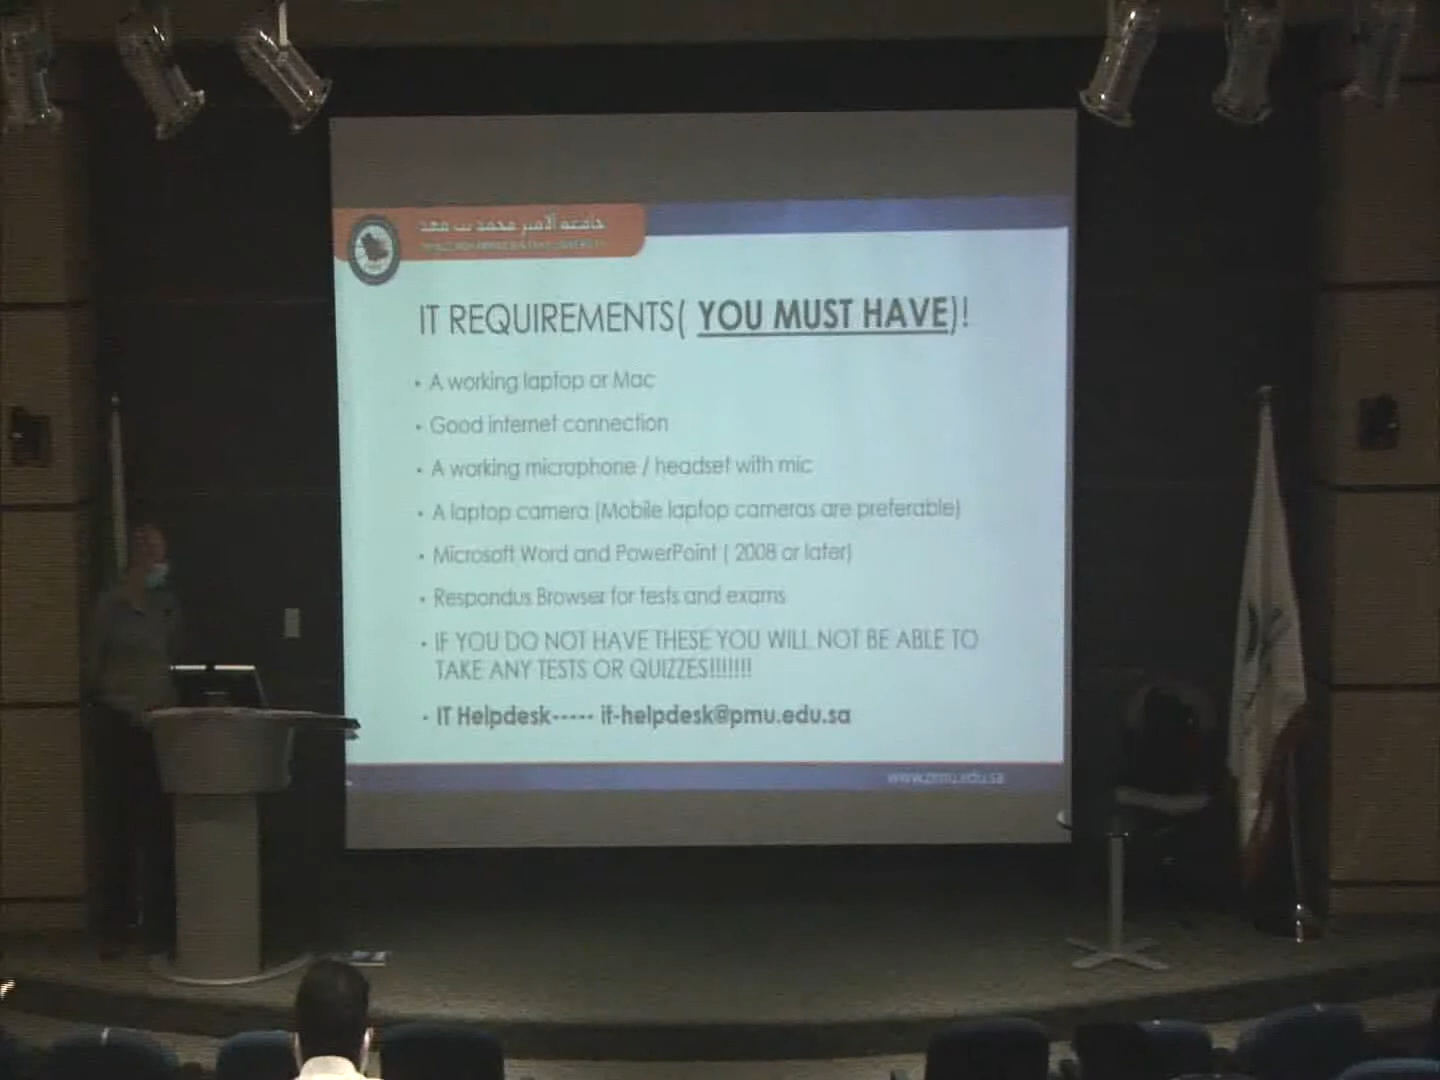 جامعة الأمير محمد بن فهد
IT REQUIREMENTS( YOU MUST HAVE)!
• A working laptop or Mac
• Good internet connection
• A working microphone / headset with mic
• A laptop camera (Mobile laptop cameras are preferable)
• Microsoft Word and PowerPoint ( 2008 or later)
• Respondus Browser for tests and exams
• IF YOU DO NOT HAVE THESE YOU WILL NOT BE ABLE TO
TAKE ANY TESTS OR QUIZZES!!!!!!!
• IT Helpdesk----- it-helpdesk@pmu.edu.sa
www.pmu.edu.sa